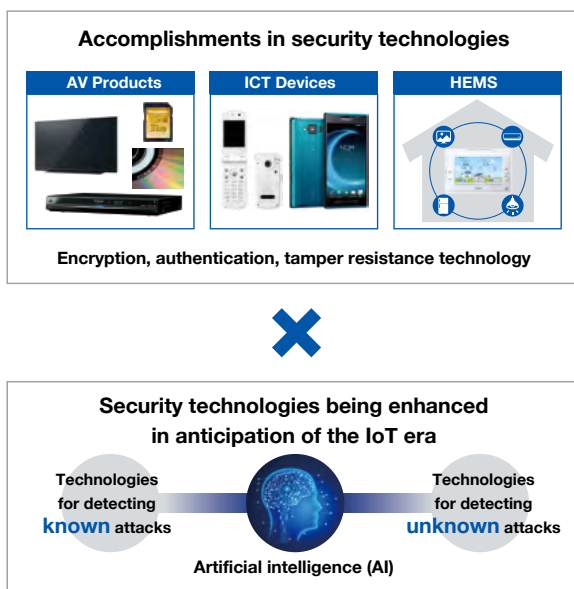 Accomplishments in security technologies
AV Products
ICT Devices
HEMS
Encryption, authentication, tamper resistance technology
Security technologies being enhanced
in anticipation of the IoT era
Technologies
for detecting
known attacks
Artificial intelligence (AI)
Technologies
for detecting
unknown attacks